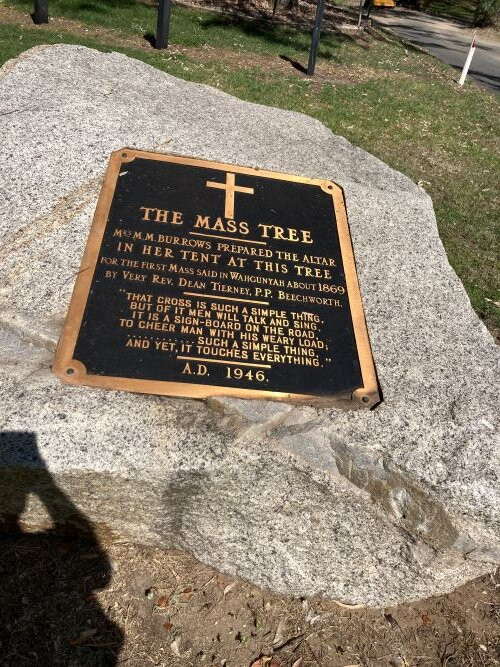 THE MASS TREE
MRS M.M. BURROWS PREPARED THE ALTAR
IN HER TENT AT THIS TREE
FOR THE FIRST MASS SAID IN WAHGUNYAH ABOUT 1869
BY VERY REV. DEAN TIERNEY, P.P. BEECHWORTH.
"THAT CROSS IS SUCH A SIMPLE THING,
BUT OF IT MEN WILL TALK AND SING,
IT IS A SIGN-BOARD ON THE ROAD,
TO CHEER MAN WITH HIS WEARY LOAD;
.......... SUCH A SIMPLE THING,
AND YET, IT TOUCHES EVERYTHING."
A.D. 1946.